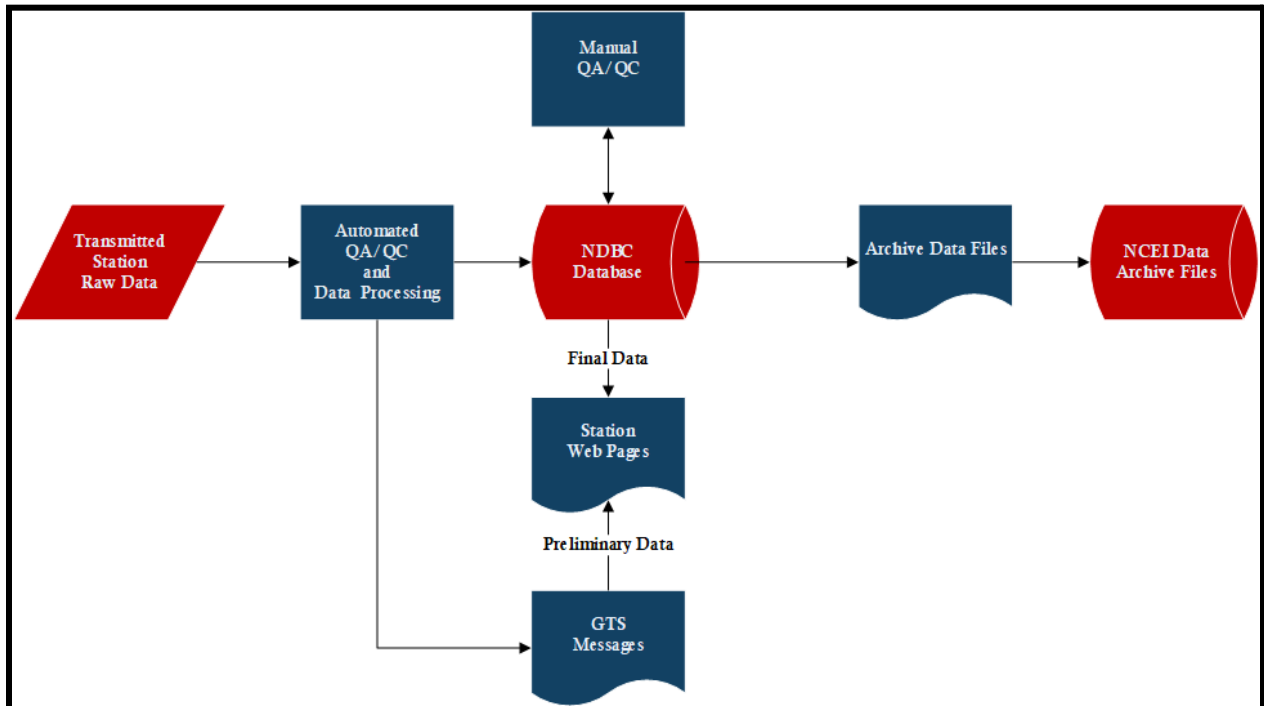 Manual
QA/QC
Transmitted
Station
Raw Data
Automated
QA/QC
and
Data Processing
NDBC
Database
Archive Data Files
NCEI Data
Archive Files
Final Data
Station
Web Pages
Preliminary Data
GTS
Messages